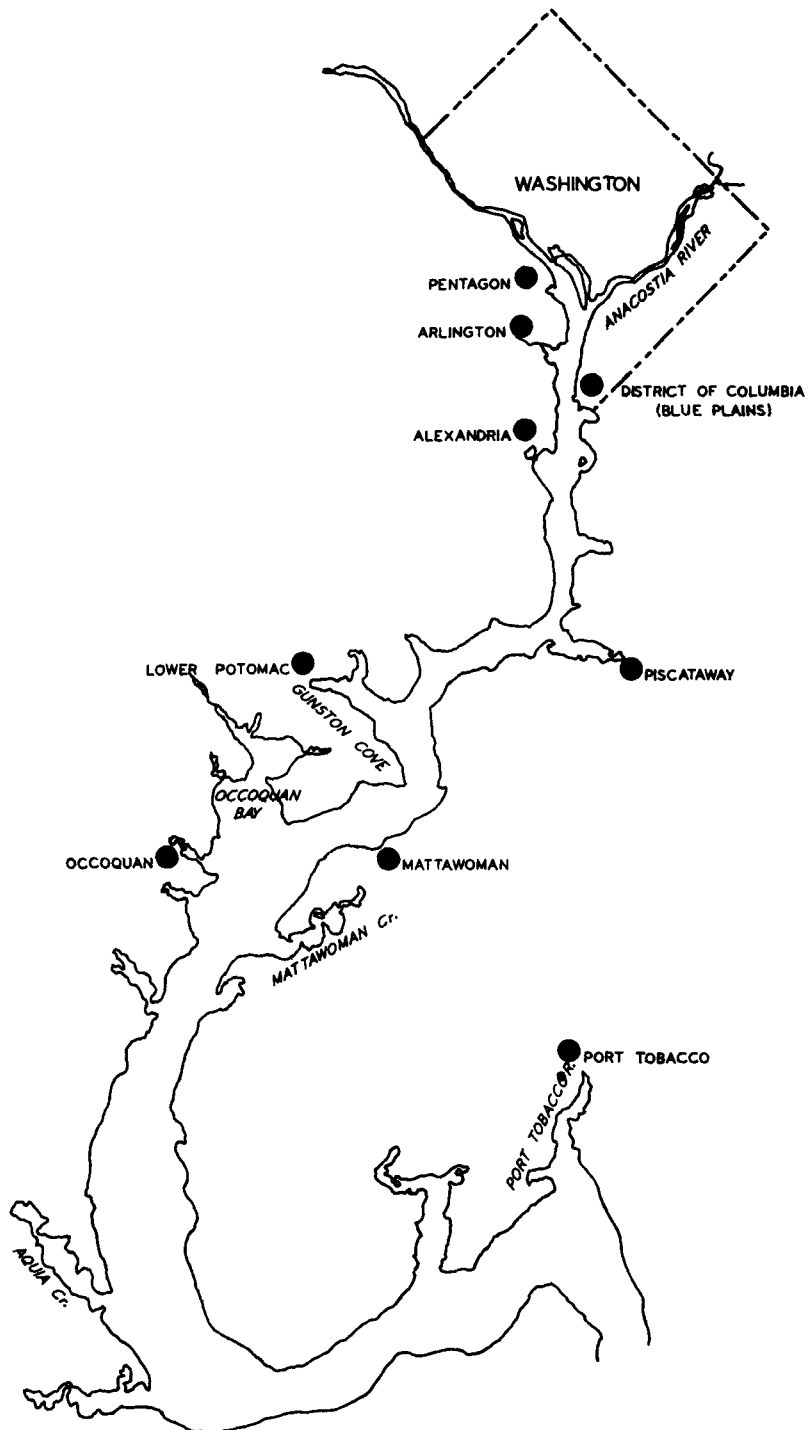 WASHINGTON
ANACOSTIA RIVER
PENTAGON
ARLINGTON
DISTRICT OF COLUMBIA
(BLUE PLAINS)
ALEXANDRIA
LOWER POTOMAC
PISCATAWAY
GUNSTON COVE
OCCOQUAN
BAY
OCCOQUAN
MATTAWOMAN
MATTAWOMAN Cr.
PORT TOBACCO
PORT TOBACCO R.
AQUIA Cr.